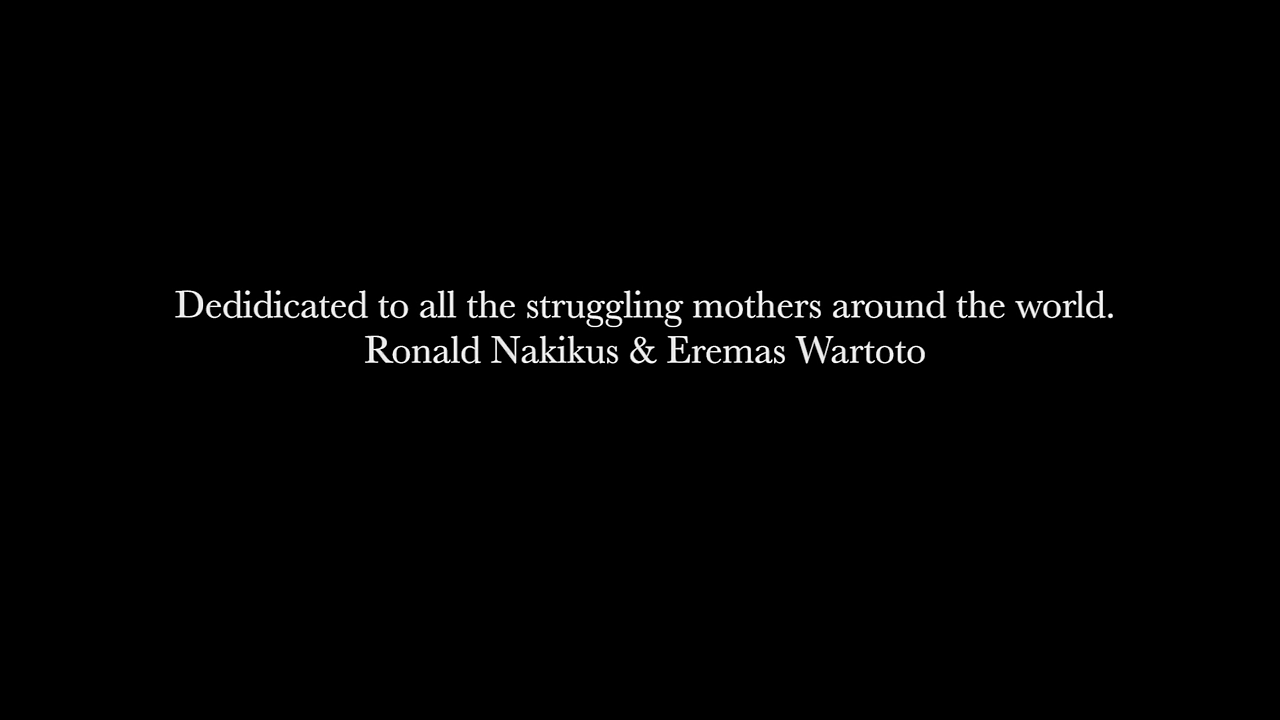 Dedidicated to all the struggling mothers around the world.
Ronald Nakikus & Eremas Wartoto